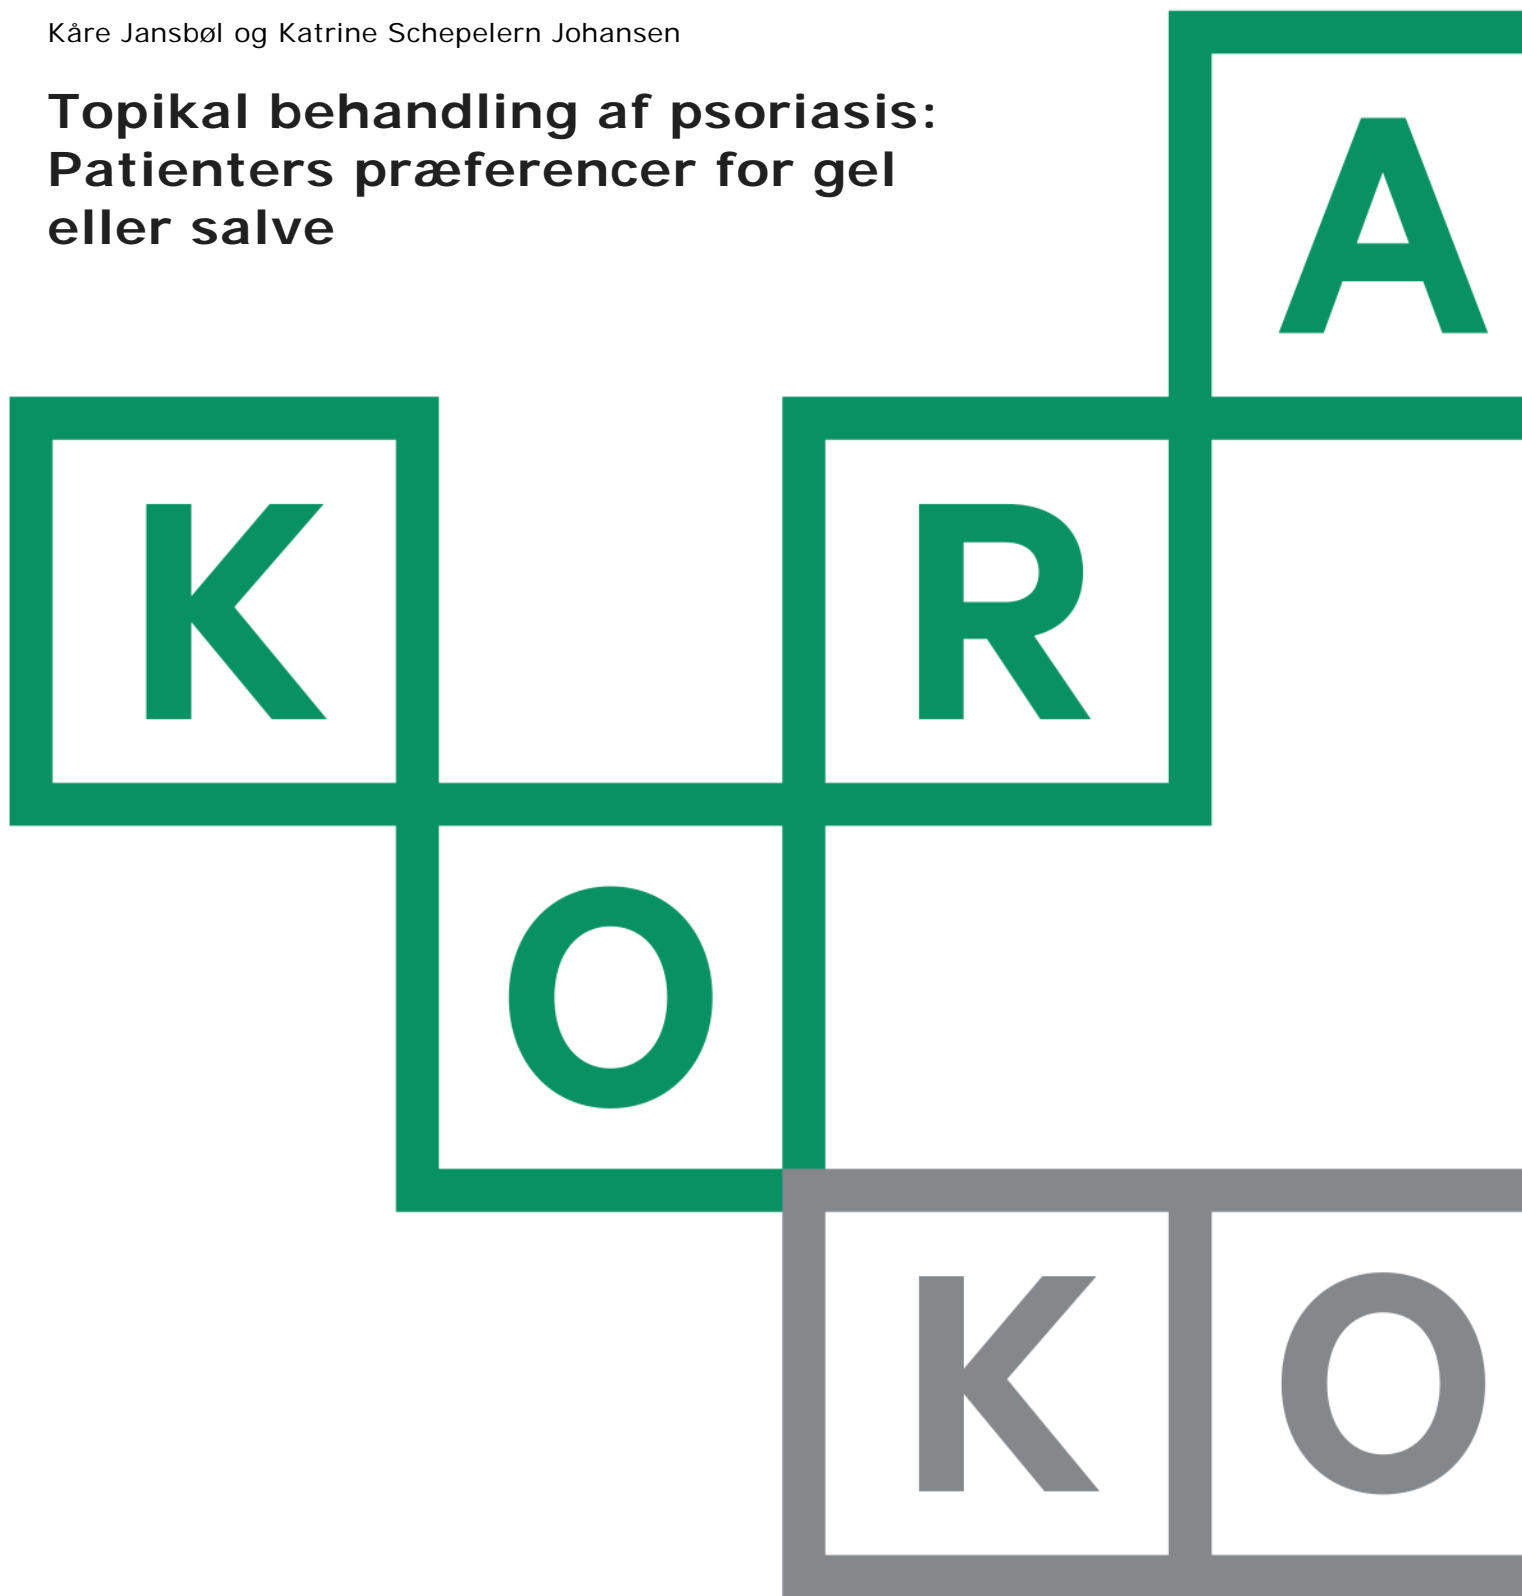 Kåre Jansbøl og Katrine Schepelern Johansen
Topikal behandling af psoriasis:
Patienters præferencer for gel
eller salve
A
K R
O
K O